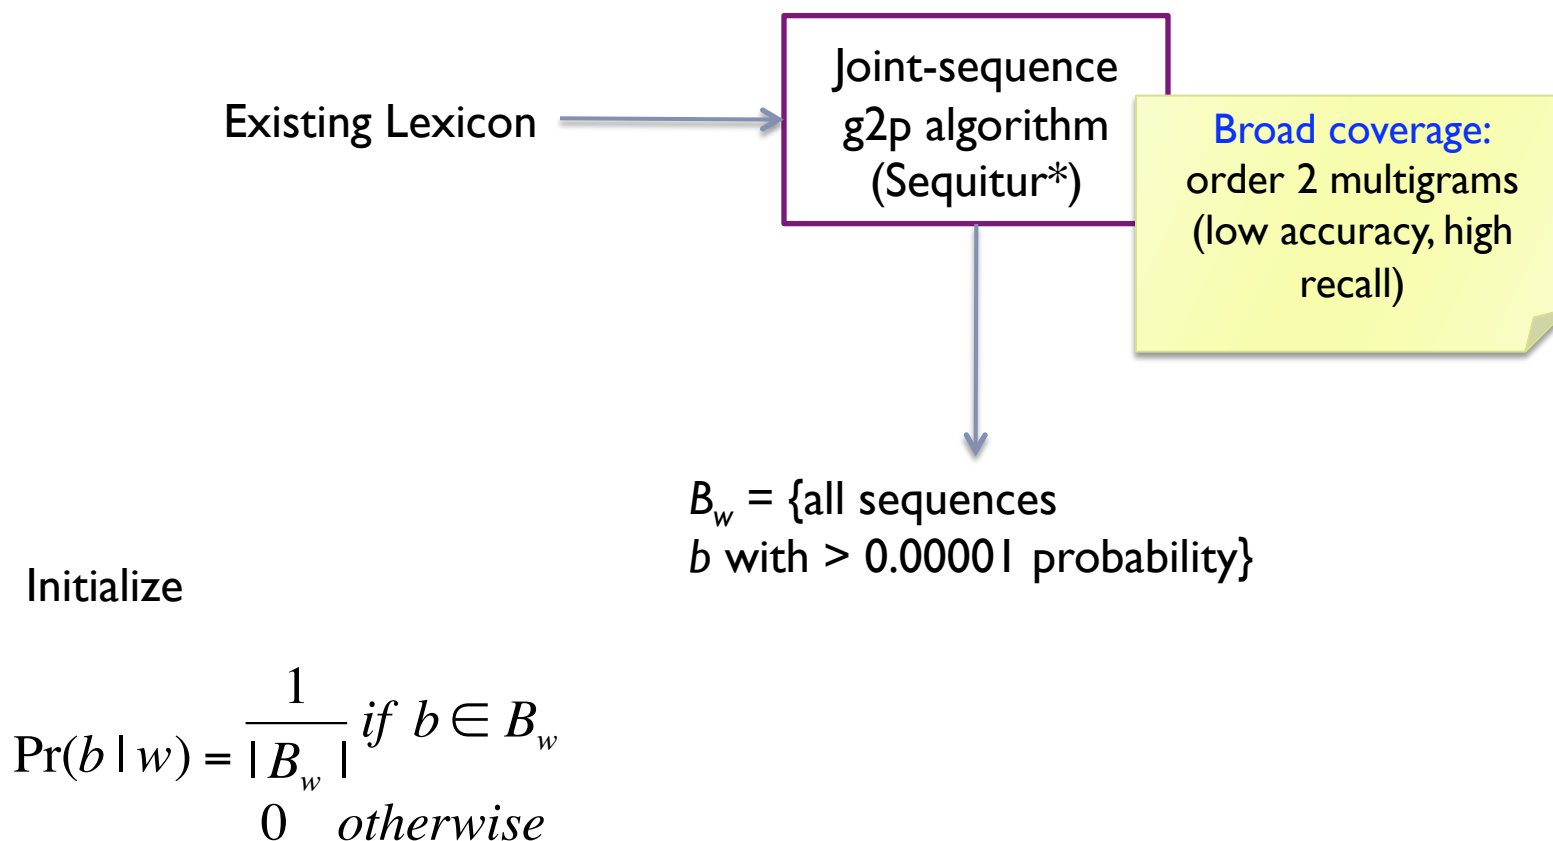 Joint-sequence
g2p algorithm
(Sequitur*)
Existing Lexicon
Broad coverage:
order 2 multigrams
(low accuracy, high
recall)
B_w = {all sequences
b with > 0.00001 probability}
Initialize
Pr(b | w) = 1 / | B_w | if b ∈ B_w
0 otherwise